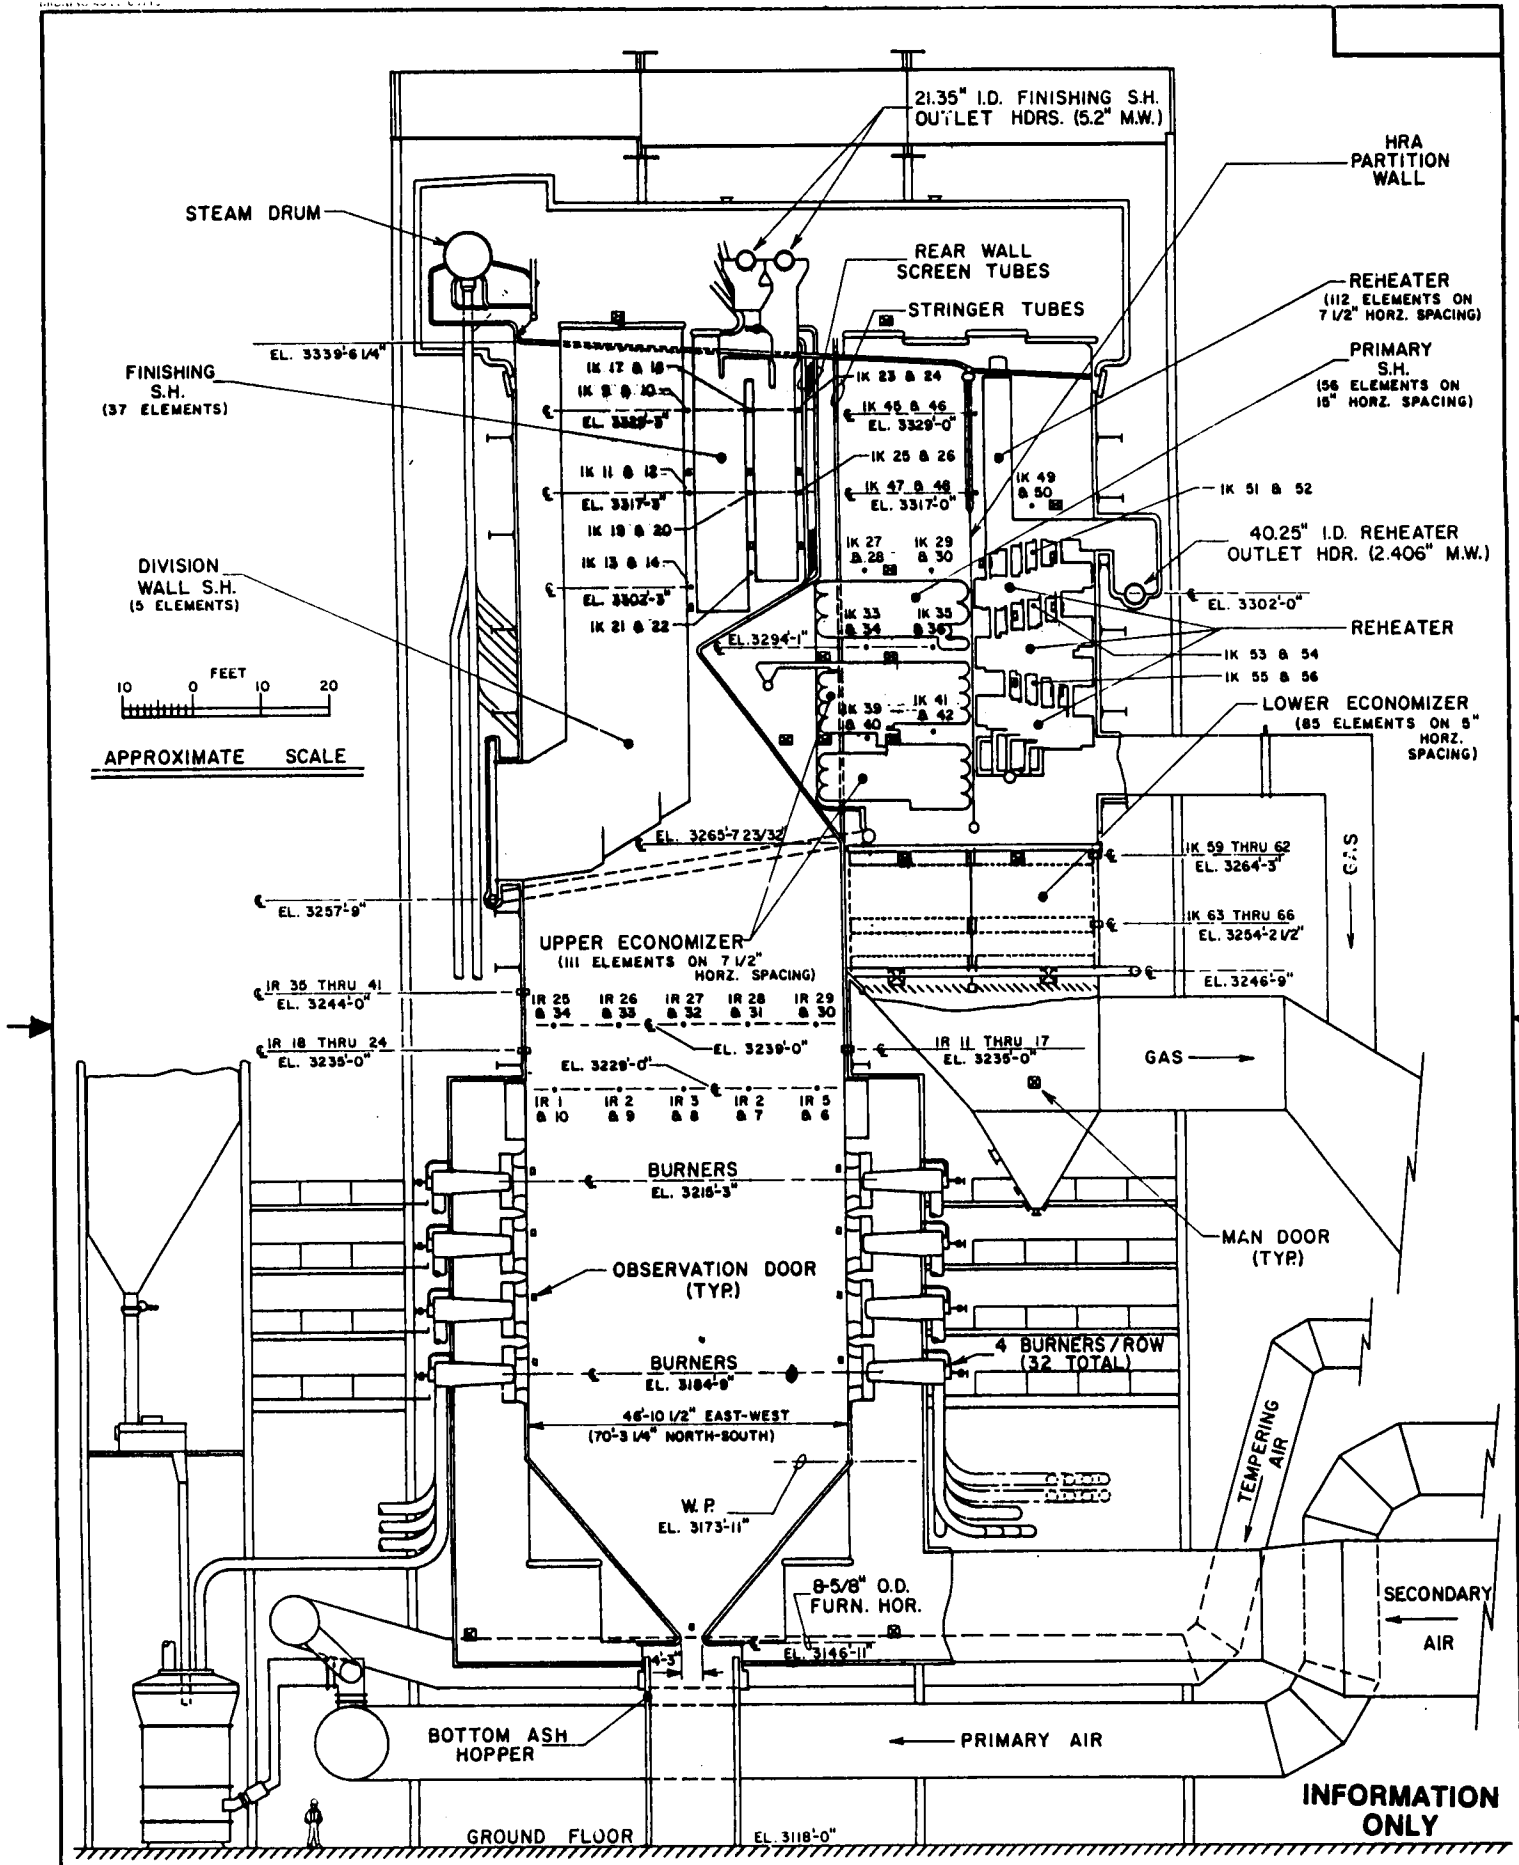 21.35" I.D. FINISHING S.H.
OUTLET HDRS. (5.2" M.W.)
HRA
PARTITION
WALL
STEAM DRUM
REAR WALL
SCREEN TUBES
STRINGER TUBES
REHEATER
(112 ELEMENTS ON
7 1/2" HORZ. SPACING)
EL. 3339'-6 1/4"
PRIMARY
S.H.
(56 ELEMENTS ON
15" HORZ. SPACING)
FINISHING
S.H.
(37 ELEMENTS)
IK 17 & 18
IK 9 & 10
EL. 3329'-3"
IK 23 & 24
IK 45 & 46
EL. 3329'-0"
IK 11 & 12
EL. 3317'-3"
IK 19 & 20
IK 25 & 26
IK 47 & 48
EL. 3317'-0"
IK 49
& 50
IK 51 & 52
40.25" I.D. REHEATER
OUTLET HDR. (2.406" M.W.)
EL. 3302'-0"
DIVISION
WALL S.H.
(5 ELEMENTS)
IK 13 & 14
EL. 3302'-3"
IK 21 & 22
IK 27
& 28
IK 29
& 30
IK 33
& 34
IK 35
& 36
EL. 3294'-1"
REHEATER
IK 53 & 54
IK 55 & 56
FEET
10 0 10 20
APPROXIMATE SCALE
IK 39
& 40
IK 41
& 42
LOWER ECONOMIZER
(85 ELEMENTS ON 5"
HORZ.
SPACING)
EL. 3265'-7 23/32"
IK 59 THRU 62
EL. 3264'-3"
GAS
EL. 3257'-9"
IK 63 THRU 66
EL. 3254'-2 1/2"
UPPER ECONOMIZER
(111 ELEMENTS ON 7 1/2"
HORZ. SPACING)
EL. 3246'-9"
IR 35 THRU 41
EL. 3244'-0"
IR 25
& 34
IR 26
& 33
IR 27
& 32
IR 28
& 31
IR 29
& 30
IR 18 THRU 24
EL. 3235'-0"
EL. 3239'-0"
IR 11 THRU 17
EL. 3235'-0"
GAS
EL. 3229'-0"
IR 1
& 10
IR 2
& 9
IR 3
& 8
IR 2
& 7
IR 5
& 6
BURNERS
EL. 3215'-3"
MAN DOOR
(TYP.)
OBSERVATION DOOR
(TYP.)
4 BURNERS/ROW
(32 TOTAL)
BURNERS
EL. 3184'-9"
46'-10 1/2" EAST-WEST
(70'-3 1/4" NORTH-SOUTH)
TEMPERING
AIR
W.P.
EL. 3173'-11"
8-5/8" O.D.
FURN. HDR.
SECONDARY
AIR
EL. 3146'-11"
4'-3"
BOTTOM ASH
HOPPER
PRIMARY AIR
INFORMATION
ONLY
GROUND FLOOR
EL. 3118'-0"